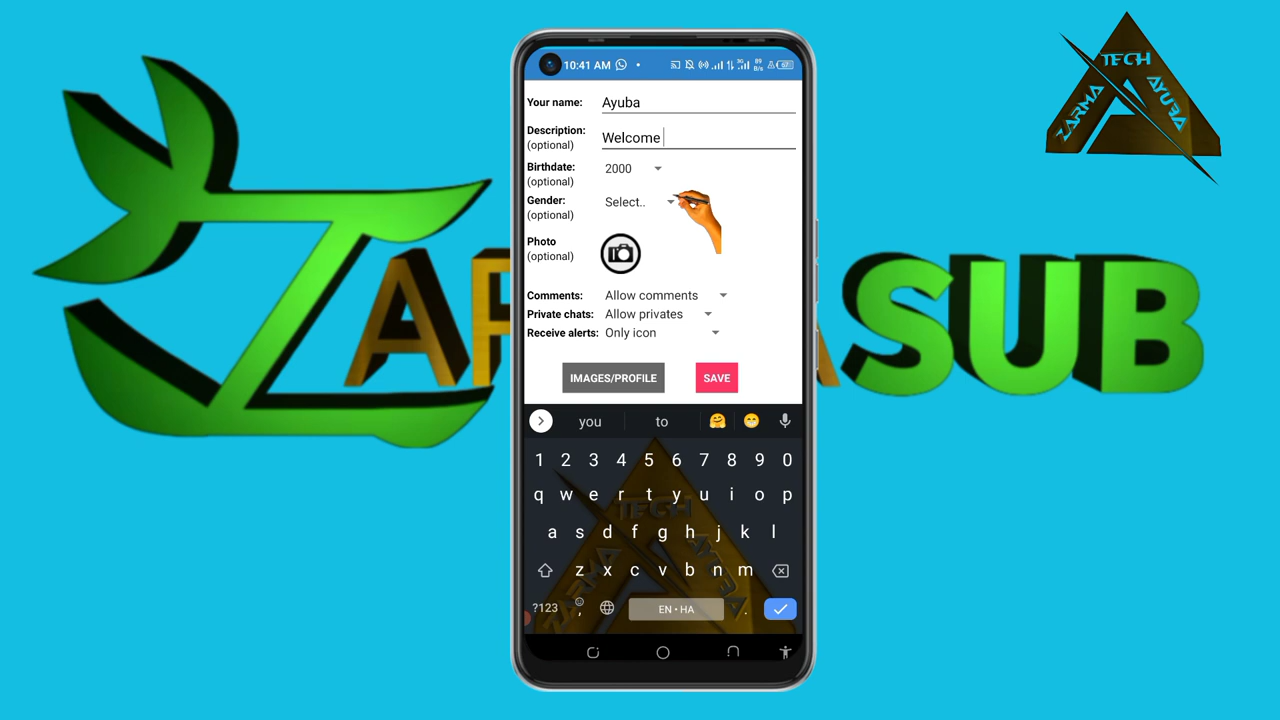 TECH
ZARMA
AYUBA
10:41 AM
Your name: Ayuba
Description: Welcome
(optional)
Birthdate: 2000
(optional)
Gender: Select..
(optional)
Photo
(optional)
Comments: Allow comments
Private chats: Allow privates
Receive alerts: Only icon
IMAGES/PROFILE SAVE
ASUB
you to
1 2 3 4 5 6 7 8 9 0
q w e r t y u i o p
a s d f g h j k l
z x c v b n m
?123 , EN • HA .